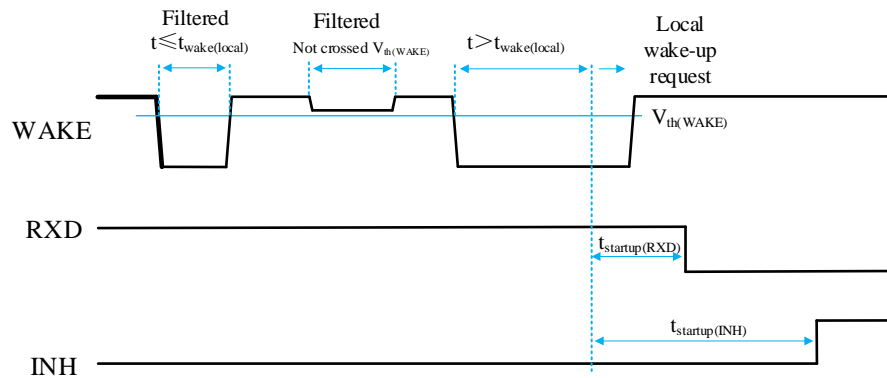 Filtered
t≤twake(local)
Filtered
Not crossed Vth(WAKE)
t>twake(local)
Local
wake-up
request
WAKE
Vth(WAKE)
RXD
tstartup(RXD)
tstartup(INH)
INH